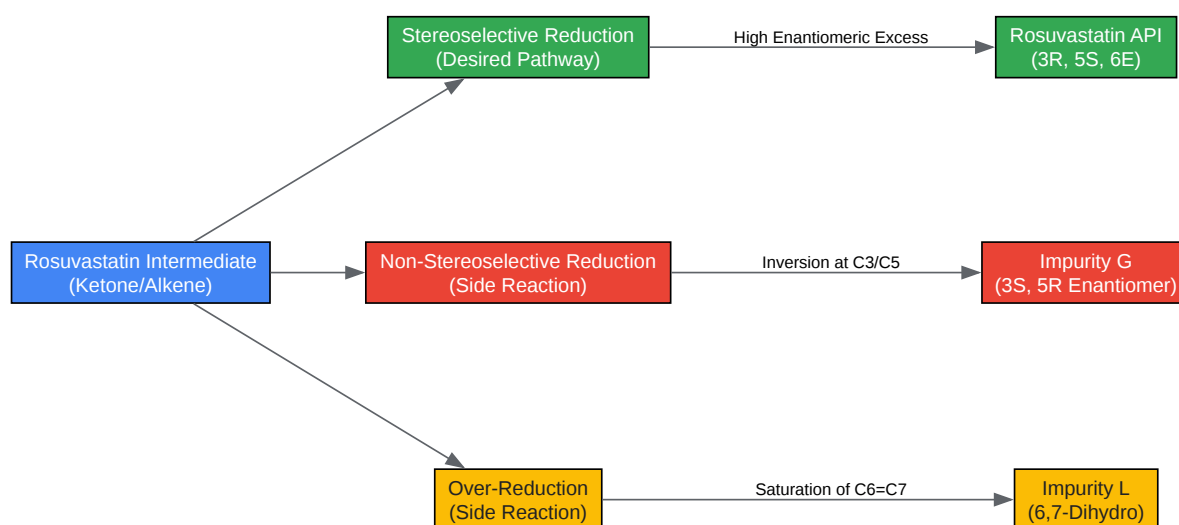 Stereoselective Reduction
(Desired Pathway)
High Enantiomeric Excess
Rosuvastatin API
(3R, 5S, 6E)
Rosuvastatin Intermediate
(Ketone/Alkene)
Non-Stereoselective Reduction
(Side Reaction)
Inversion at C3/C5
Impurity G
(3S, 5R Enantiomer)
Over-Reduction
(Side Reaction)
Saturation of C6=C7
Impurity L
(6,7-Dihydro)